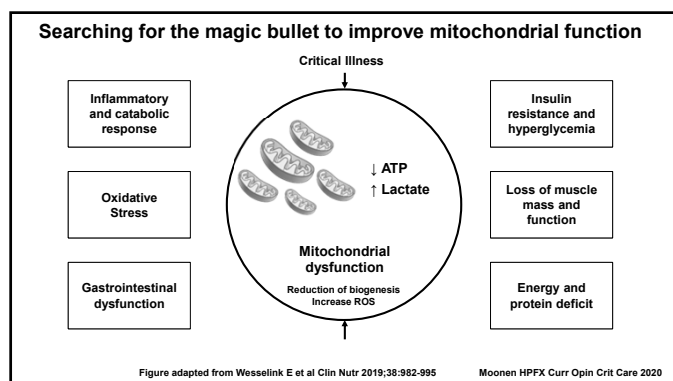 Searching for the magic bullet to improve mitochondrial function
Critical Illness
Inflammatory
and catabolic
response
Oxidative
Stress
Gastrointestinal
dysfunction
↓ ATP
↑ Lactate
Mitochondrial
dysfunction
Reduction of biogenesis
Increase ROS
Insulin
resistance and
hyperglycemia
Loss of muscle
mass and
function
Energy and
protein deficit
Figure adapted from Wesselink E et al Clin Nutr 2019;38:982-995
Moonen HPFX Curr Opin Crit Care 2020